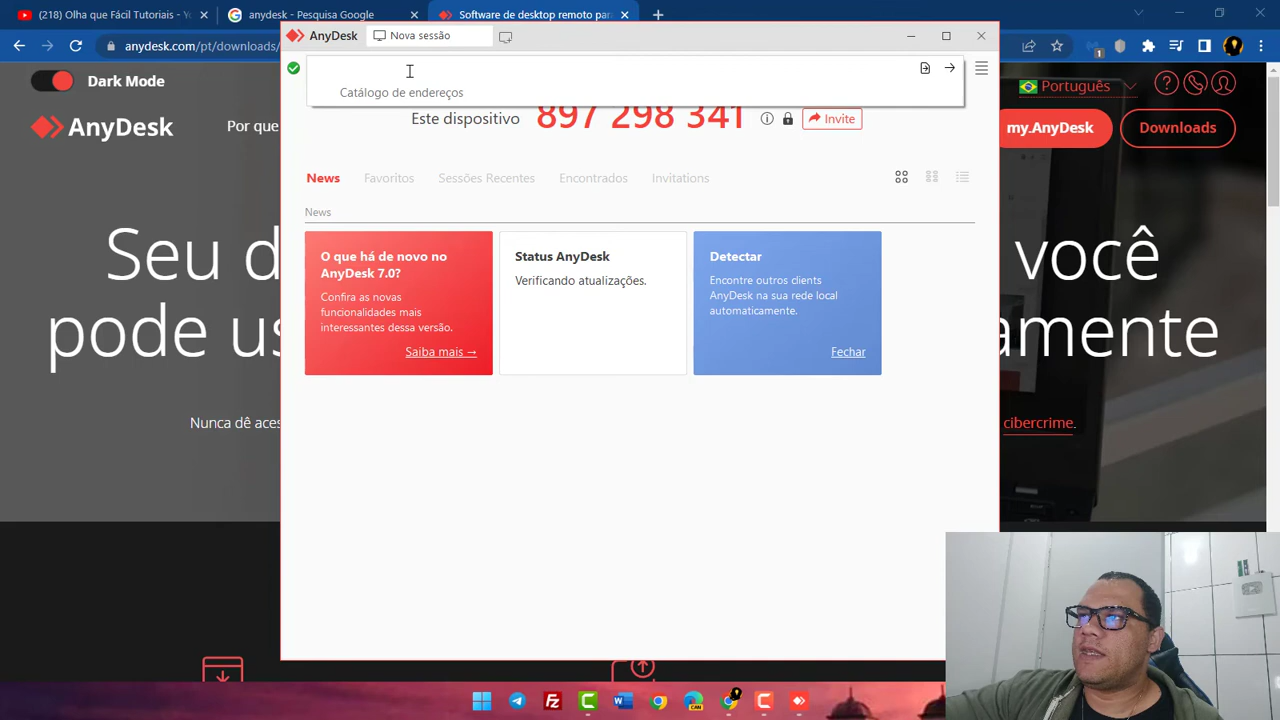 (218) Olha que Fácil Tutoriais - Yo
anydesk - Pesquisa Google
Software de desktop remoto para
anydesk.com/pt/downloads/
AnyDesk
Nova sessão
Catálogo de endereços
Este dispositivo
897 298 341
Invite
News
Favoritos
Sessões Recentes
Encontrados
Invitations
News
O que há de novo no
AnyDesk 7.0?
Confira as novas
funcionalidades mais
interessantes dessa versão.
Saiba mais →
Status AnyDesk
Verificando atualizações.
Detectar
Encontre outros clients
AnyDesk na sua rede local
automaticamente.
Fechar
Dark Mode
AnyDesk
Por que
Português
my.AnyDesk
Downloads
Seu d
você
pode us
amente
Nunca dê aces
cibercrime.